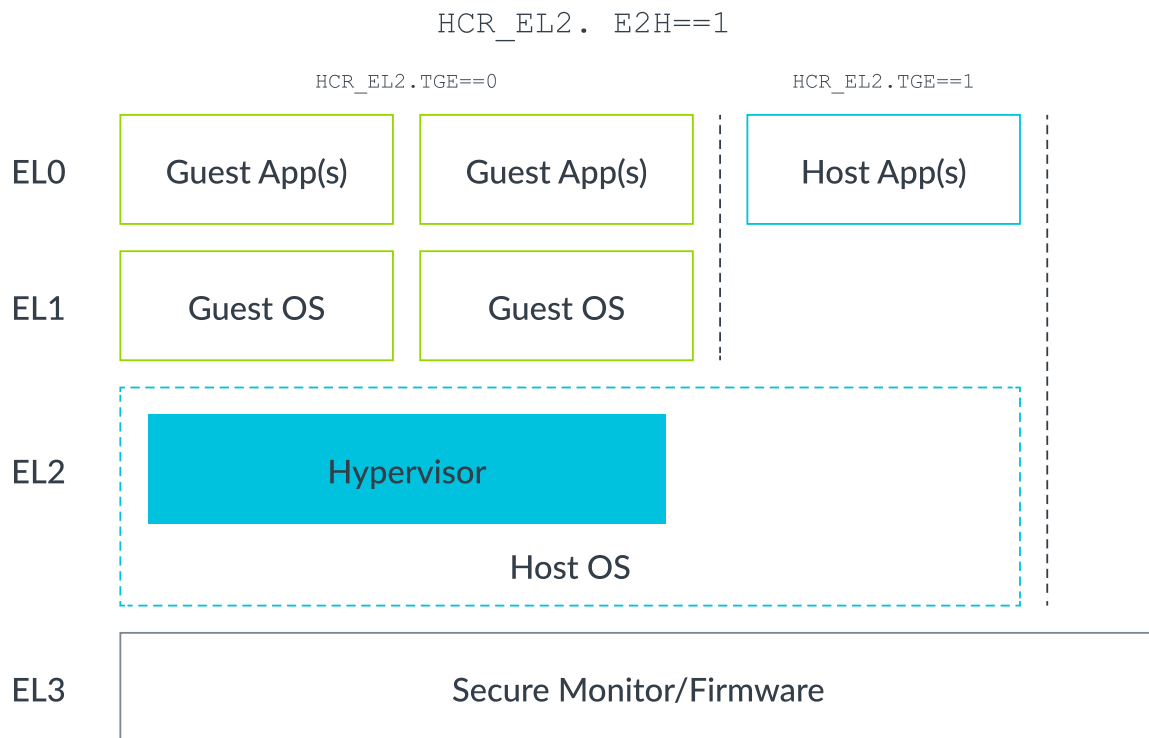 HCR_EL2. E2H==1
HCR_EL2.TGE==0 HCR_EL2.TGE==1
EL0 Guest App(s) Guest App(s) Host App(s)
EL1 Guest OS Guest OS
EL2 Hypervisor
Host OS
EL3 Secure Monitor/Firmware